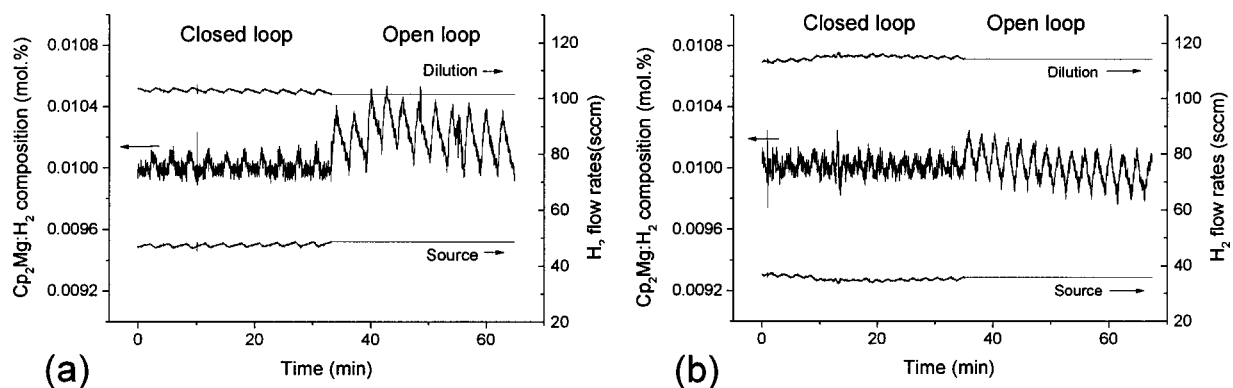 Closed loop
Open loop
Dilution
Source
0.0108
0.0104
0.0100
0.0096
0.0092
Cp₂Mg:H₂ composition (mol.%)
120
100
80
60
40
20
H₂ flow rates(sccm)
0
20
40
60
Time (min)
(a)
Closed loop
Open loop
Dilution
Source
0.0108
0.0104
0.0100
0.0096
0.0092
Cp₂Mg:H₂ composition (mol.%)
120
100
80
60
40
20
H₂ flow rates (sccm)
0
20
40
60
Time (min)
(b)